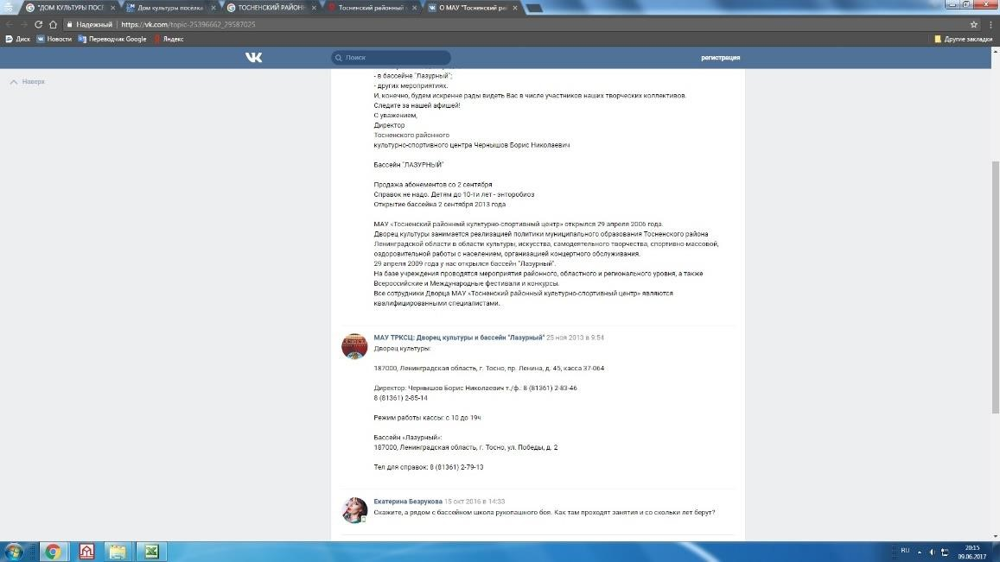 "ДОМ КУЛЬТУРЫ ПОСЁ
Дом культуры посёлка
ТОСНЕНСКИЙ РАЙОНН
Тосненский районный
О МАУ "Тосненский рай
Надежный
https://vk.com/topic-25396662_29587025
Диск
Новости
Переводчик Google
Яндекс
Другие закладки
Поиск
регистрация
Наверх
- в бассейне "Лазурный";
- других мероприятиях.
И, конечно, будем искренне рады видеть Вас в числе участников наших творческих коллективов.
Следите за нашей афишей!
С уважением,
Директор
Тосненского районного
культурно-спортивного центра Чернышов Борис Николаевич
Бассейн "ЛАЗУРНЫЙ"
Продажа абонементов со 2 сентября
Справок не надо. Детям до 10-ти лет - энторобиоз
Открытие бассейна 2 сентября 2013 года
МАУ «Тосненский районный культурно-спортивный центр» открылся 29 апреля 2006 года.
Дворец культуры занимается реализацией политики муниципального образования Тосненского района
Ленинградской области в области культуры, искусства, самодеятельного творчества, спортивно-массовой,
оздоровительной работы с населением, организацией концертного обслуживания.
29 апреля 2009 года у нас открылся бассейн "Лазурный".
На базе учреждения проводятся мероприятия районного, областного и регионального уровня, а также
Всероссийские и Международные фестивали и конкурсы.
Все сотрудники Дворца МАУ «Тосненский районный культурно-спортивный центр» являются
квалифицированными специалистами.
МАУ ТРКСЦ: Дворец культуры и бассейн "Лазурный" 25 ноя 2013 в 9:54
Дворец культуры:
187000, Ленинградская область, г. Тосно, пр. Ленина, д. 45, касса 37-064
Директор: Чернышов Борис Николаевич т./ф.: 8 (81361) 2-83-46
8 (81361) 2-85-14
Режим работы кассы: с 10 до 19ч
Бассейн «Лазурный»:
187000, Ленинградская область, г. Тосно, ул. Победы, д. 2
Тел для справок: 8 (81361) 2-79-13
Екатерина Безрукова 15 окт 2016 в 14:33
Скажите, а рядом с бассейном школа рукопашного боя. Как там проходят занятия и со скольки лет берут?
RU
20:15
09.06.2017